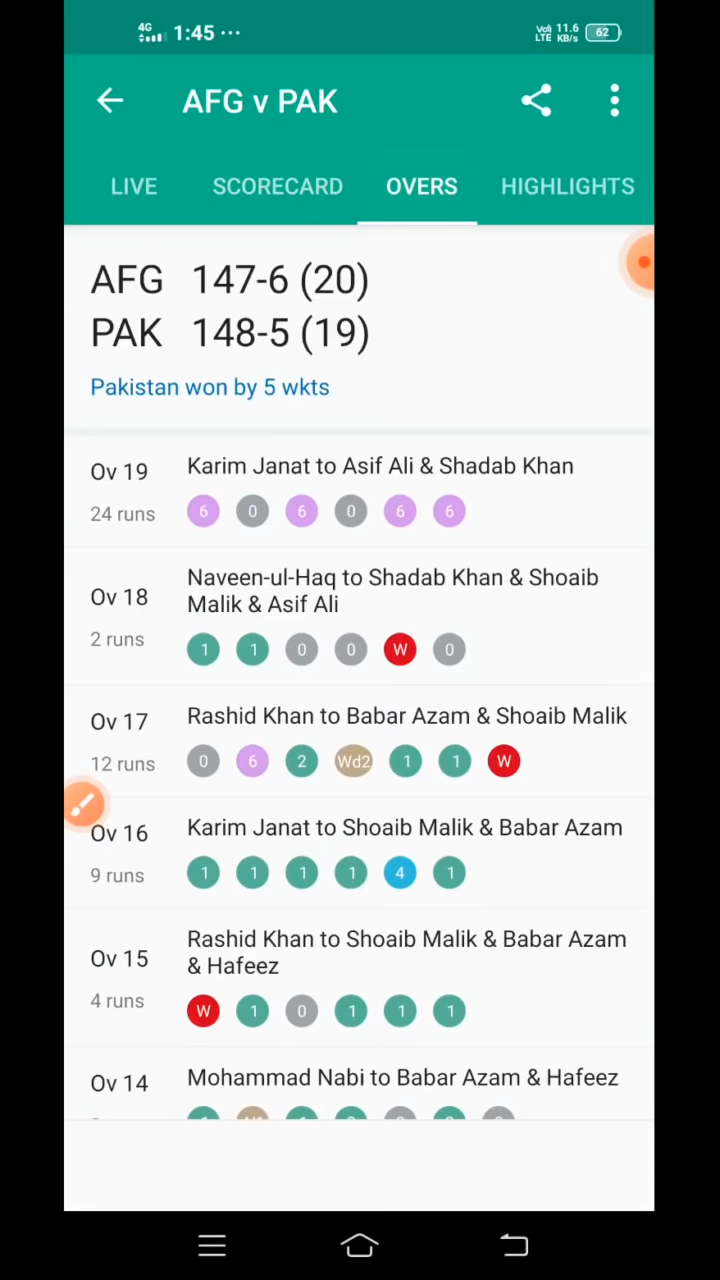 4G 1:45 ... VoI) LTE 11.6 KB/s 62
AFG v PAK
LIVE SCORECARD OVERS HIGHLIGHTS
AFG 147-6 (20)
PAK 148-5 (19)
Pakistan won by 5 wkts
Ov 19 Karim Janat to Asif Ali & Shadab Khan
24 runs 6 0 6 0 6 6
Ov 18 Naveen-ul-Haq to Shadab Khan & Shoaib
Malik & Asif Ali
2 runs 1 1 0 0 W 0
Ov 17 Rashid Khan to Babar Azam & Shoaib Malik
12 runs 0 6 2 Wd2 1 1 W
Ov 16 Karim Janat to Shoaib Malik & Babar Azam
9 runs 1 1 1 1 4 1
Ov 15 Rashid Khan to Shoaib Malik & Babar Azam
& Hafeez
4 runs W 1 0 1 1 1
Ov 14 Mohammad Nabi to Babar Azam & Hafeez